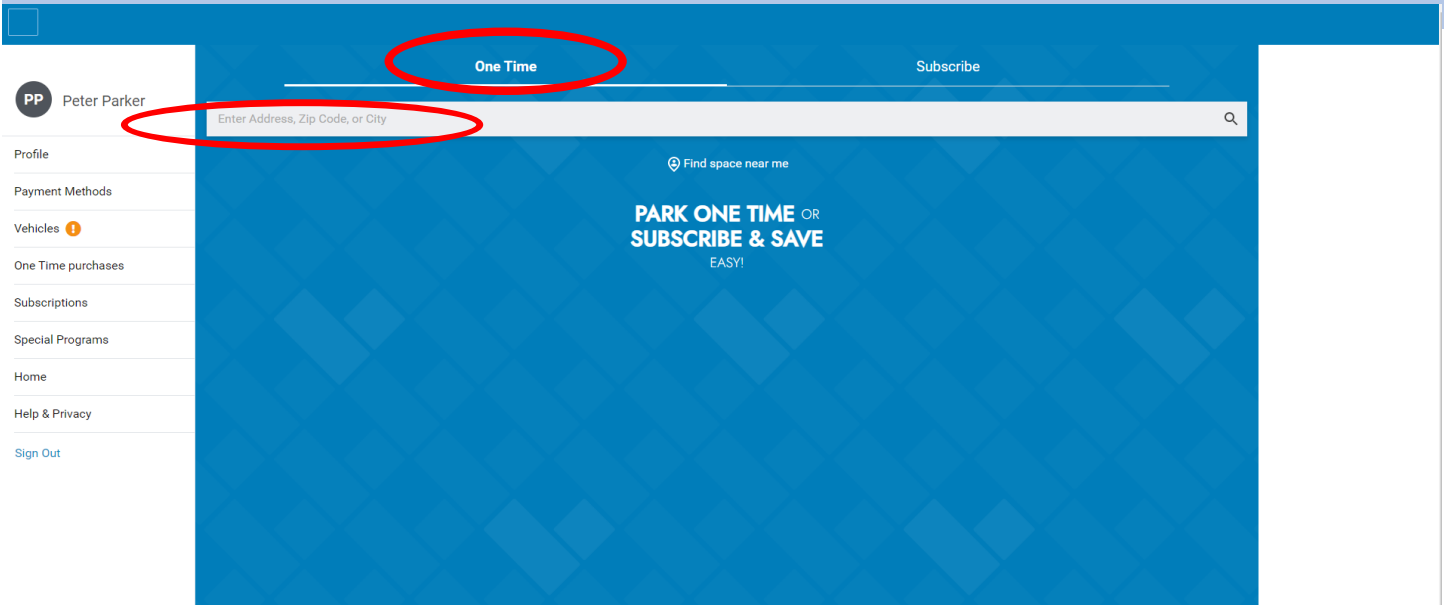 One Time
Subscribe
PP
Peter Parker
Enter Address, Zip Code, or City
Find space near me
PARK ONE TIME OR
SUBSCRIBE & SAVE
EASY!
Profile
Payment Methods
Vehicles !
One Time purchases
Subscriptions
Special Programs
Home
Help & Privacy
Sign Out